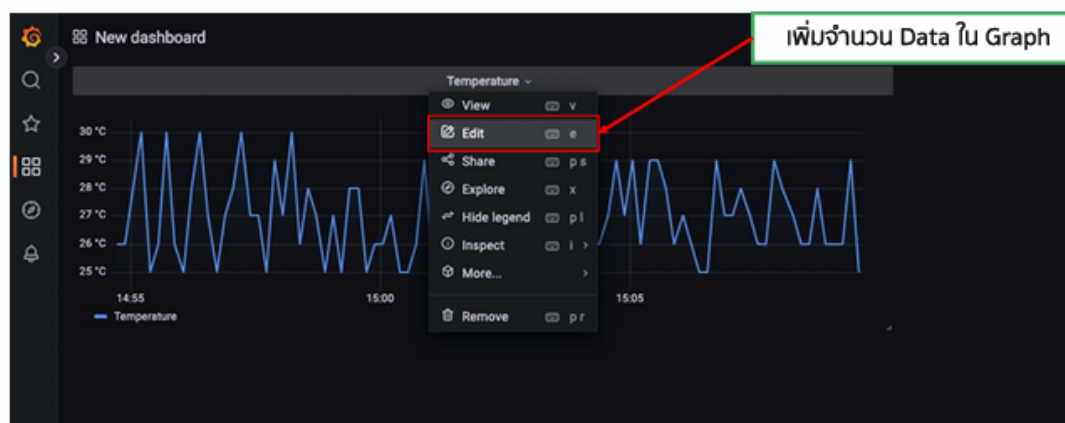 New dashboard
เพิ่มจำนวน Data ใน Graph
Temperature
View v
Edit e
Share p s
Explore x
Hide legend p l
Inspect i
More...
Remove p r
30 °C
29 °C
28 °C
27 °C
26 °C
25 °C
14:55 15:00 15:05
Temperature